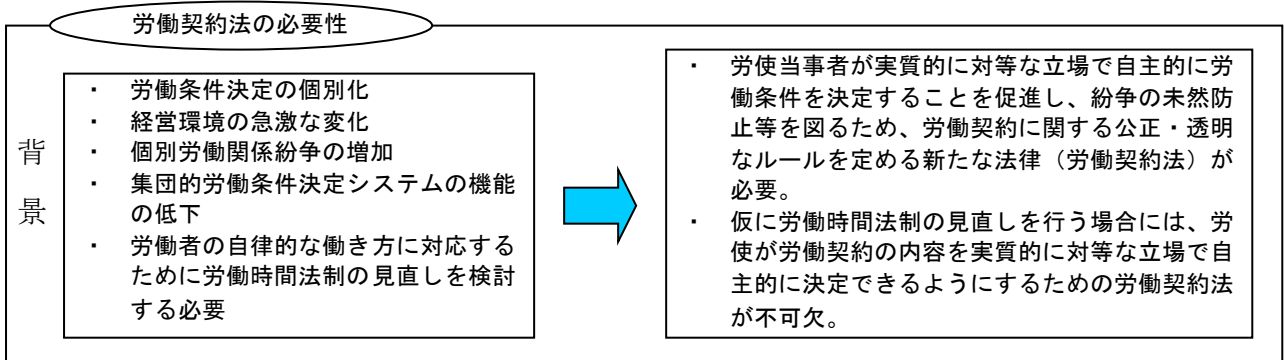 労働契約法の必要性
背
景
・ 労働条件決定の個別化
・ 経営環境の急激な変化
・ 個別労働関係紛争の増加
・ 集団的労働条件決定システムの機能
の低下
・ 労働者の自律的な働き方に対応する
ために労働時間法制の見直しを検討
する必要
・ 労使当事者が実質的に対等な立場で自主的に労
働条件を決定することを促進し、紛争の未然防
止等を図るため、労働契約に関する公正・透明
なルールを定める新たな法律（労働契約法）が
必要。
・ 仮に労働時間法制の見直しを行う場合には、労
使が労働契約の内容を実質的に対等な立場で自
主的に決定できるようにするための労働契約法
が不可欠。